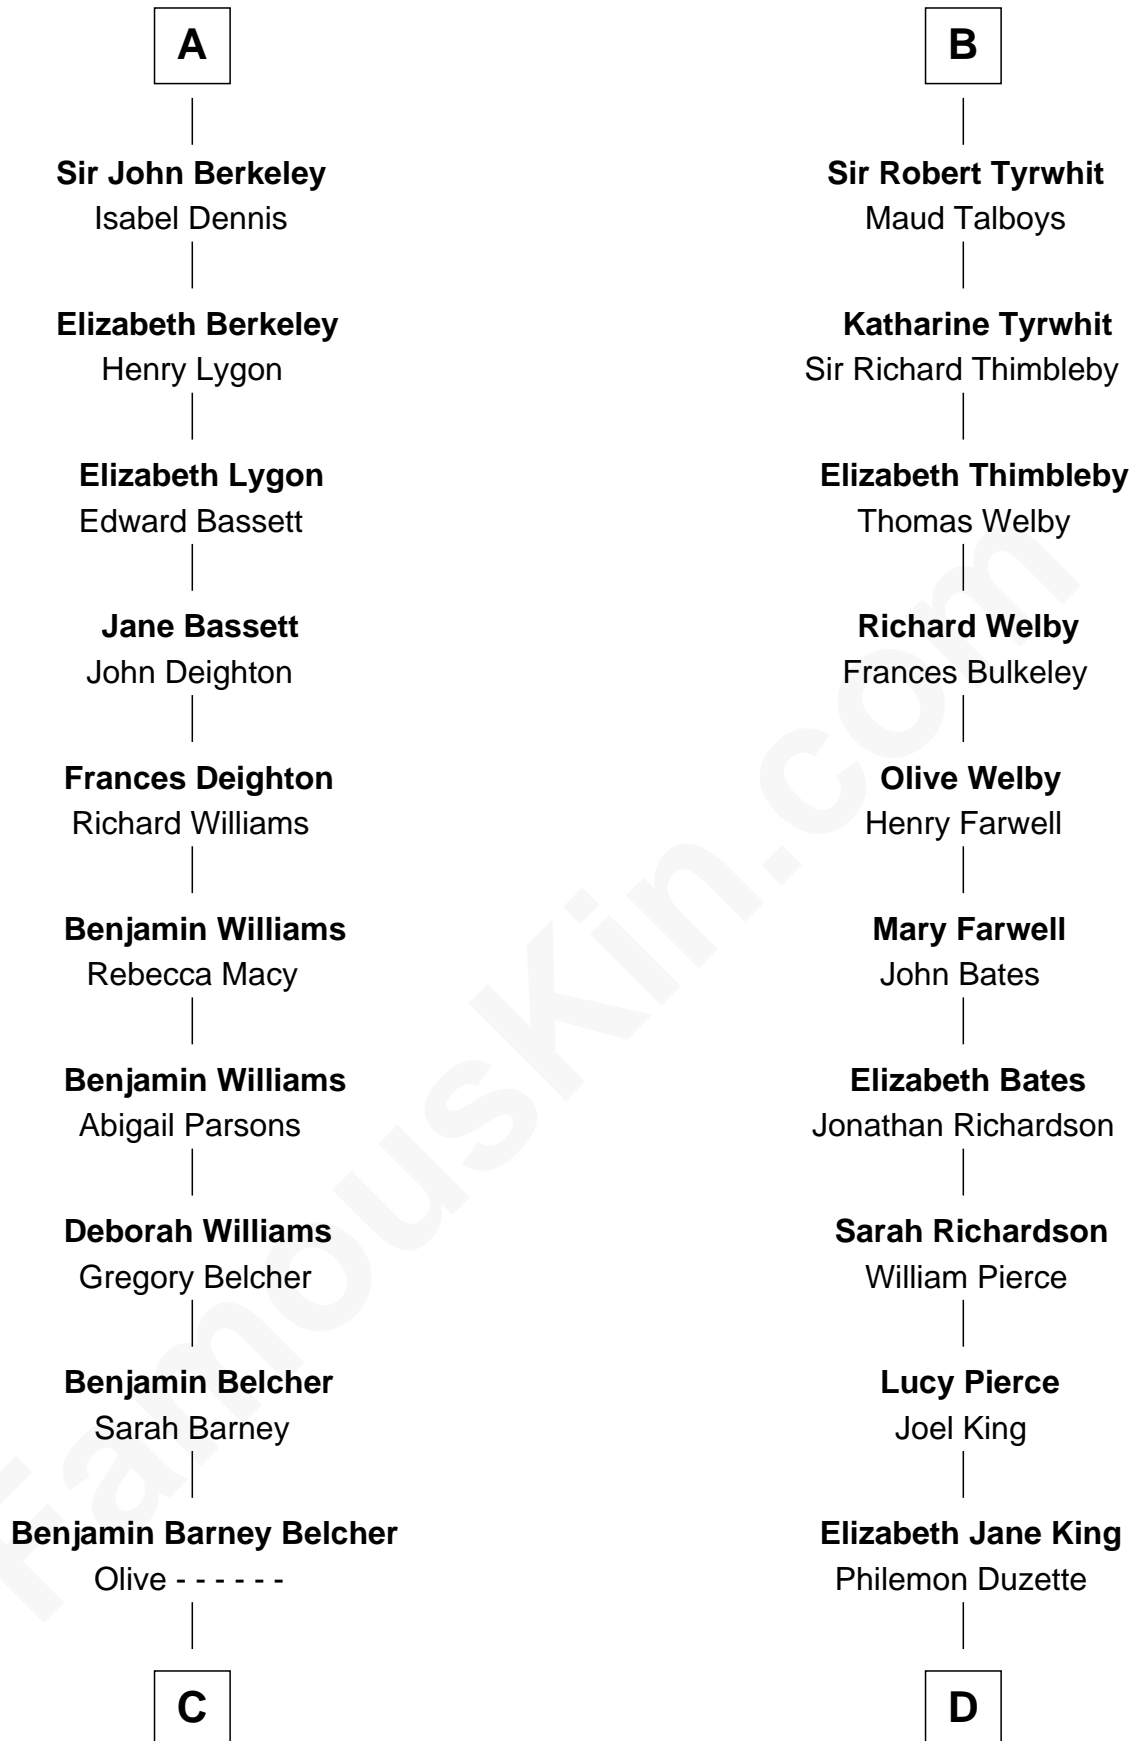 A
Sir John Berkeley
Isabel Dennis
Elizabeth Berkeley
Henry Lygon
Elizabeth Lygon
Edward Bassett
Jane Bassett
John Deighton
Frances Deighton
Richard Williams
Benjamin Williams
Rebecca Macy
Benjamin Williams
Abigail Parsons
Deborah Williams
Gregory Belcher
Benjamin Belcher
Sarah Barney
Benjamin Barney Belcher
Olive - - - - - -
C
B
Sir Robert Tyrwhit
Maud Talboys
Katharine Tyrwhit
Sir Richard Thimbleby
Elizabeth Thimbleby
Thomas Welby
Richard Welby
Frances Bulkeley
Olive Welby
Henry Farwell
Mary Farwell
John Bates
Elizabeth Bates
Jonathan Richardson
Sarah Richardson
William Pierce
Lucy Pierce
Joel King
Elizabeth Jane King
Philemon Duzette
D
FamousKin.com